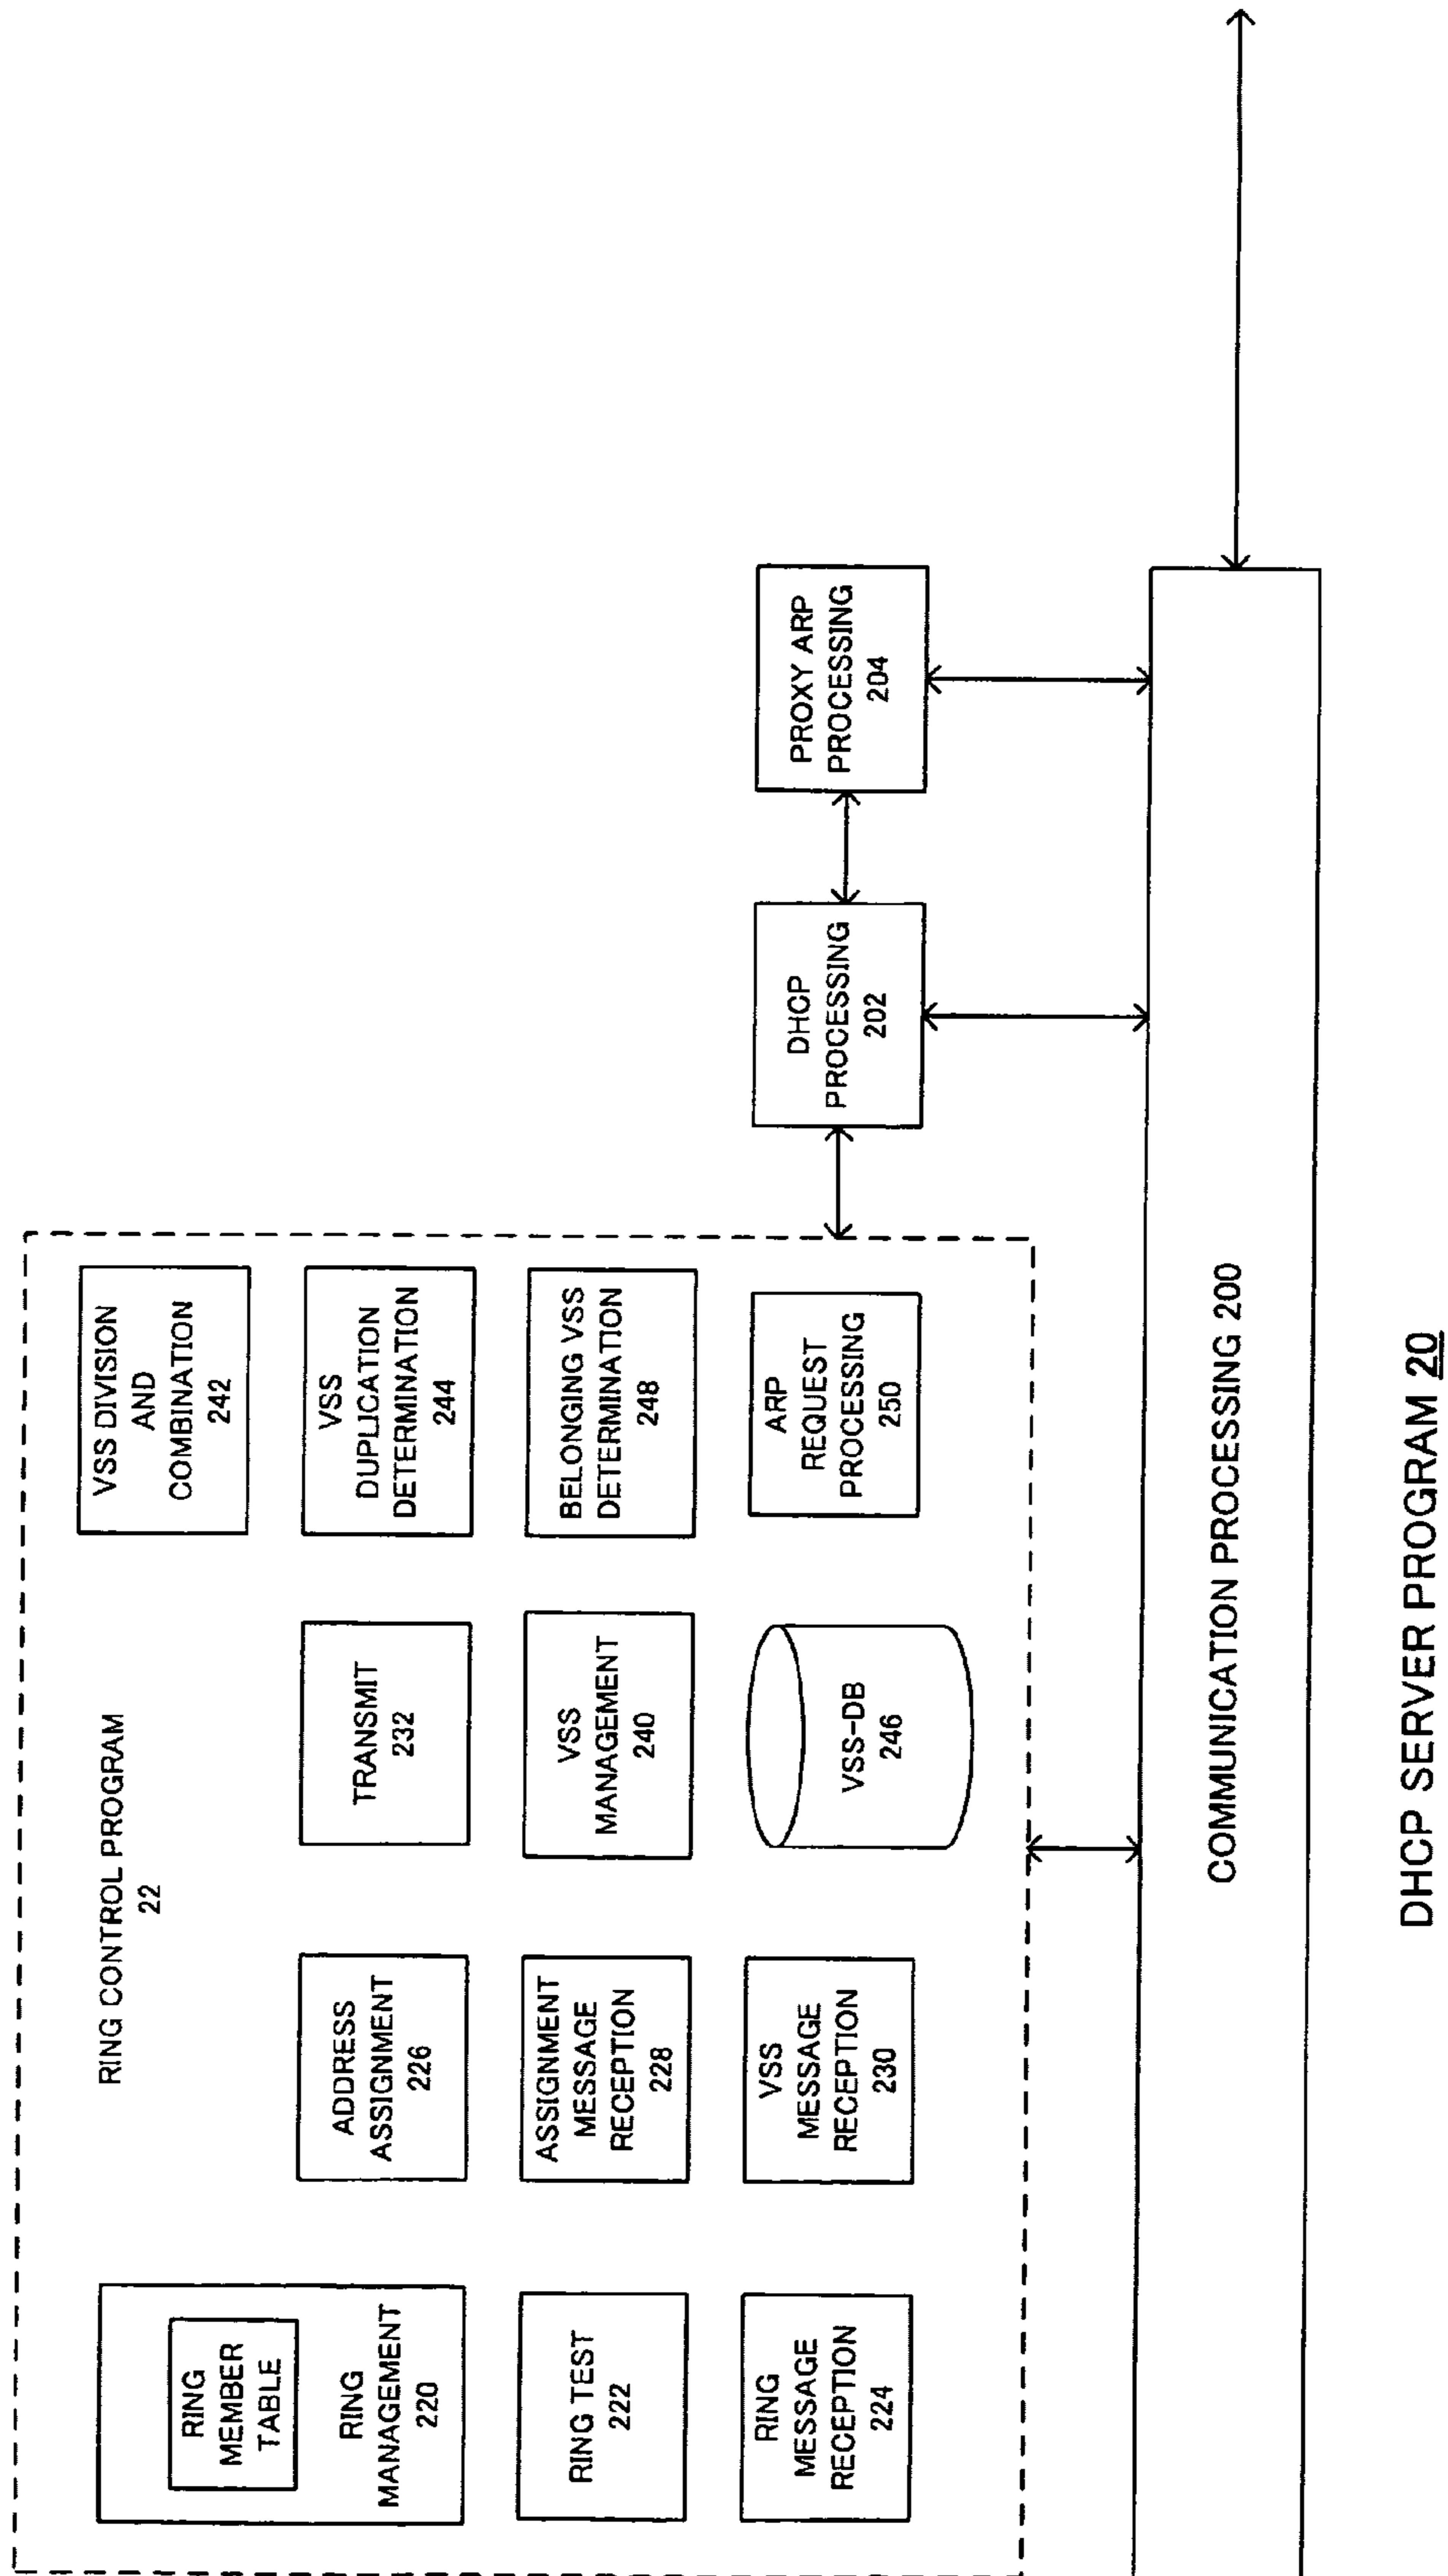 RING CONTROL PROGRAM
22
RING
MEMBER
TABLE
RING
MANAGEMENT
220
RING TEST
222
RING
MESSAGE
RECEPTION
224
ADDRESS
ASSIGNMENT
226
ASSIGNMENT
MESSAGE
RECEPTION
228
VSS
MESSAGE
RECEPTION
230
TRANSMIT
232
VSS
MANAGEMENT
240
VSS-DB
246
VSS DIVISION
AND
COMBINATION
242
VSS
DUPLICATION
DETERMINATION
244
BELONGING VSS
DETERMINATION
248
ARP
REQUEST
PROCESSING
250
DHCP
PROCESSING
202
PROXY ARP
PROCESSING
204
COMMUNICATION PROCESSING 200
DHCP SERVER PROGRAM 20